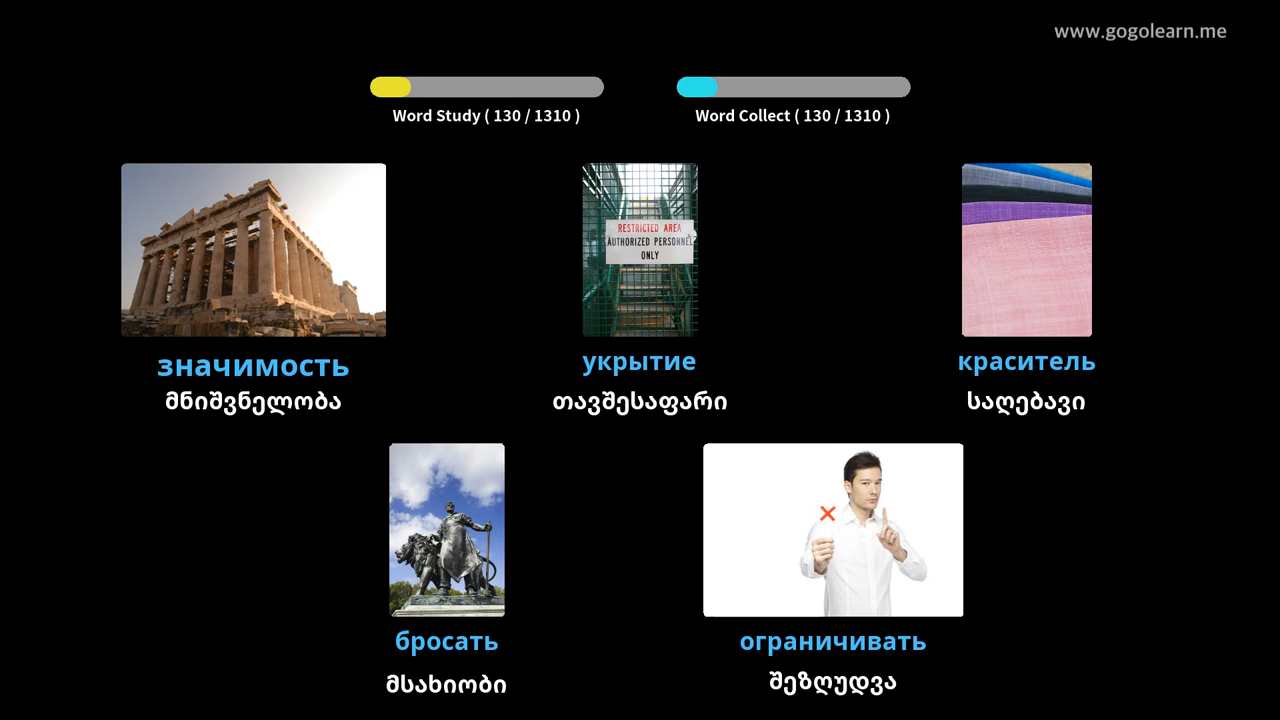 www.gogolearn.me
Word Study ( 130 / 1310 )
Word Collect ( 130 / 1310 )
RESTRICTED AREA
AUTHORIZED PERSONNEL
ONLY
значимость
მნიშვნელობა
укрытие
თავშესაფარი
краситель
საღებავი
бросать
მსახიობი
ограничивать
შეზღუდვა